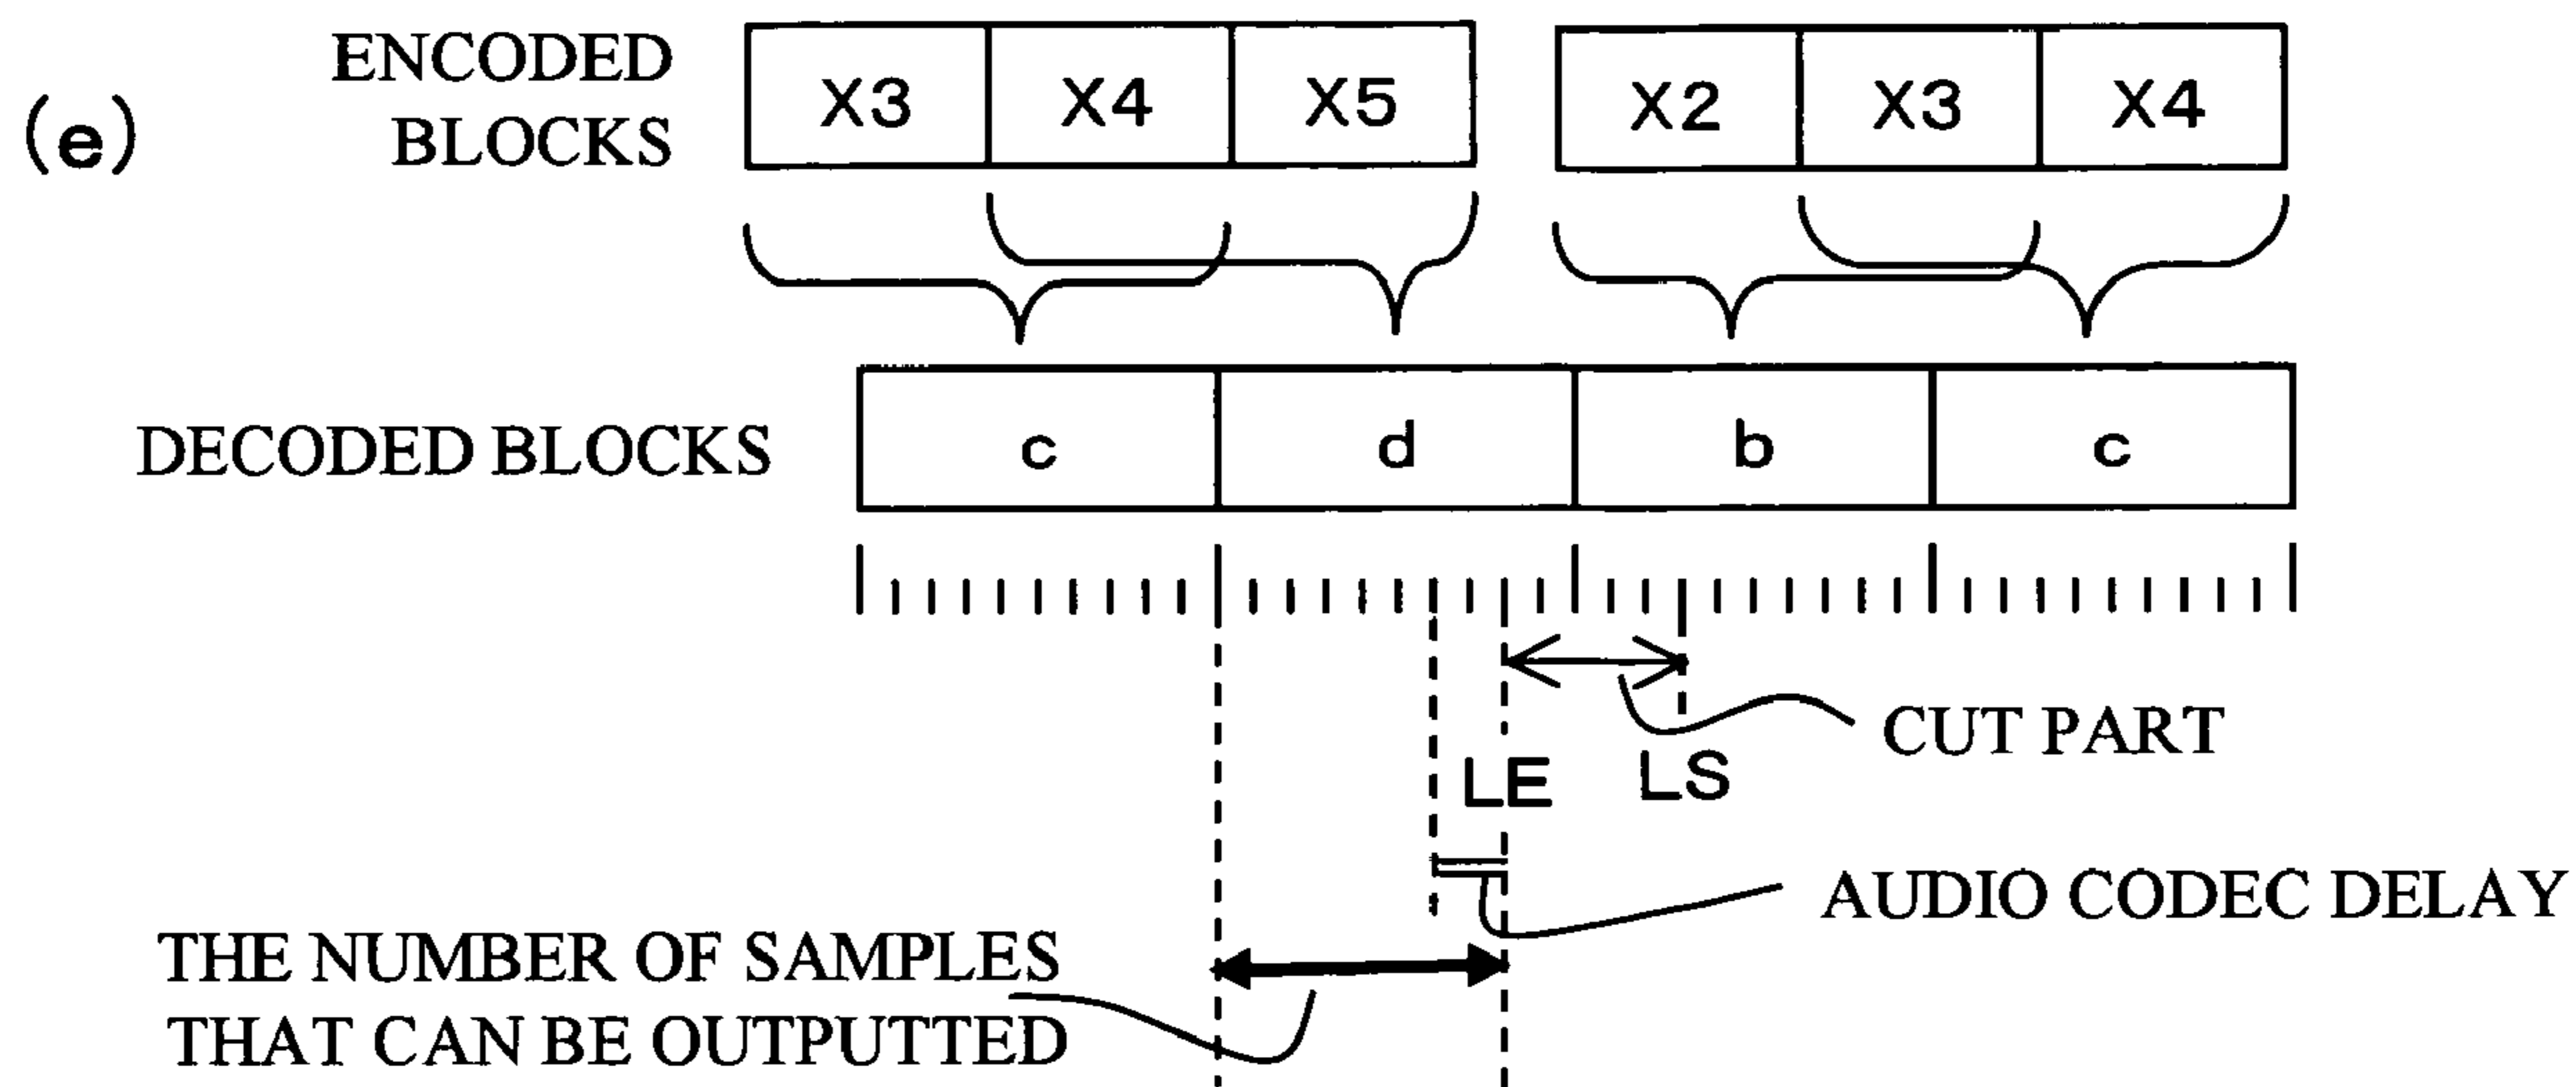 (e)
ENCODED
BLOCKS
X3 X4 X5 X2 X3 X4
DECODED BLOCKS
c d b c
CUT PART
LE LS
AUDIO CODEC DELAY
THE NUMBER OF SAMPLES
THAT CAN BE OUTPUTTED